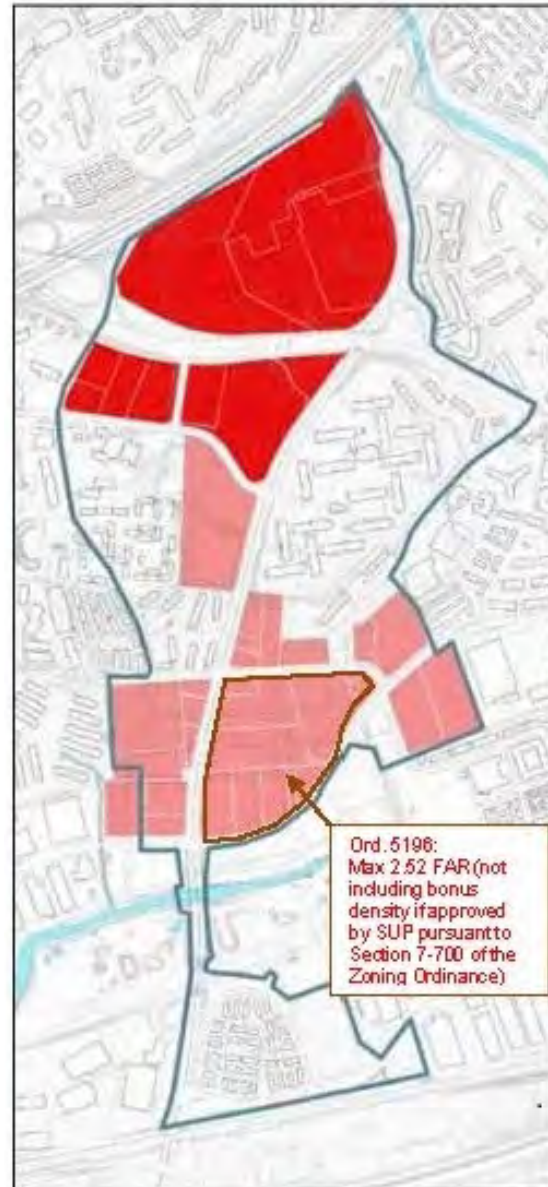 Ord. 5196:
Max 2.52 FAR (not
including bonus
density if approved
by SUP pursuant to
Section 7-700 of the
Zoning Ordinance)